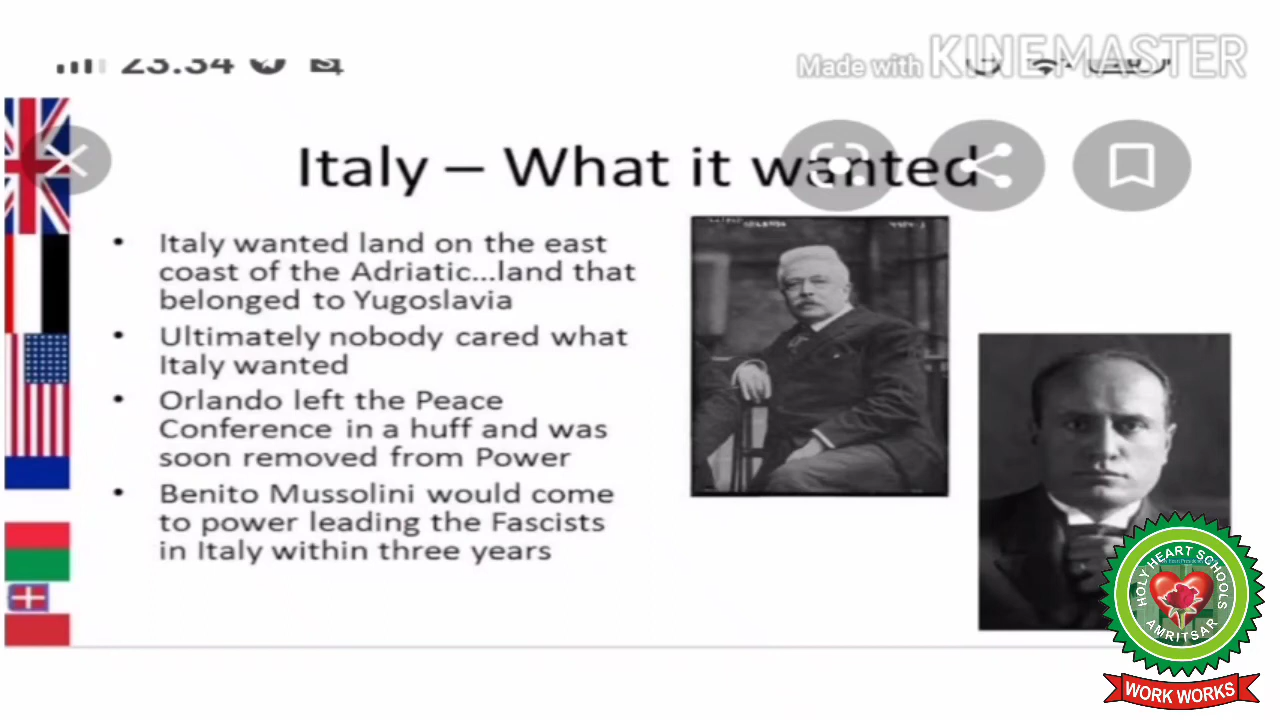 23.34
Made with KINEMASTER
Italy – What it wanted
• Italy wanted land on the east
coast of the Adriatic...land that
belonged to Yugoslavia
• Ultimately nobody cared what
Italy wanted
• Orlando left the Peace
Conference in a huff and was
soon removed from Power
• Benito Mussolini would come
to power leading the Fascists
in Italy within three years
HOLY HEART SCHOOLS
AMRITSAR
WORK WORKS